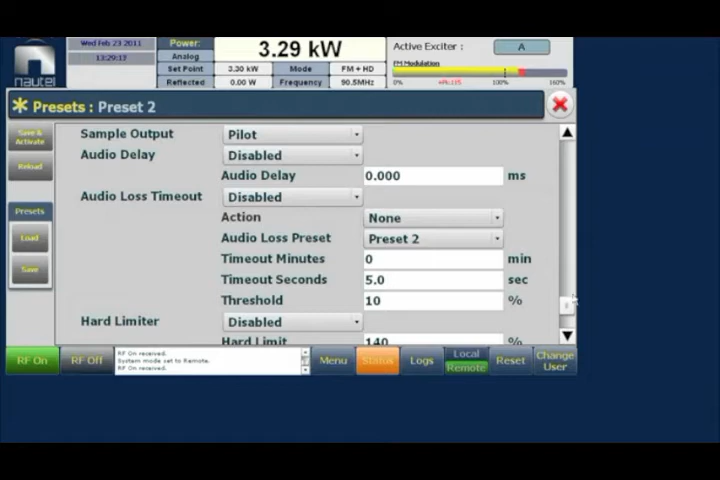 Wed Feb 23 2011
13:29:17
nautel
Power:
Analog
3.29 kW
Set Point 3.30 kW Mode FM + HD
Reflected 0.00 W Frequency 90.5MHz
Active Exciter : A
FM Modulation
0% 100% 160%
Presets : Preset 2
Save & Activate
Reload
Presets
Load
Save
Sample Output Pilot
Audio Delay Disabled
Audio Delay 0.000 ms
Audio Loss Timeout Disabled
Action None
Audio Loss Preset Preset 2
Timeout Minutes 0 min
Timeout Seconds 5.0 sec
Threshold 10 %
Hard Limiter Disabled
Hard Limit 140 %
RF On
RF Off
RF On received.
System mode set to Remote.
RF On received.
Menu
Status
Logs
Local
Remote
Reset
Change User